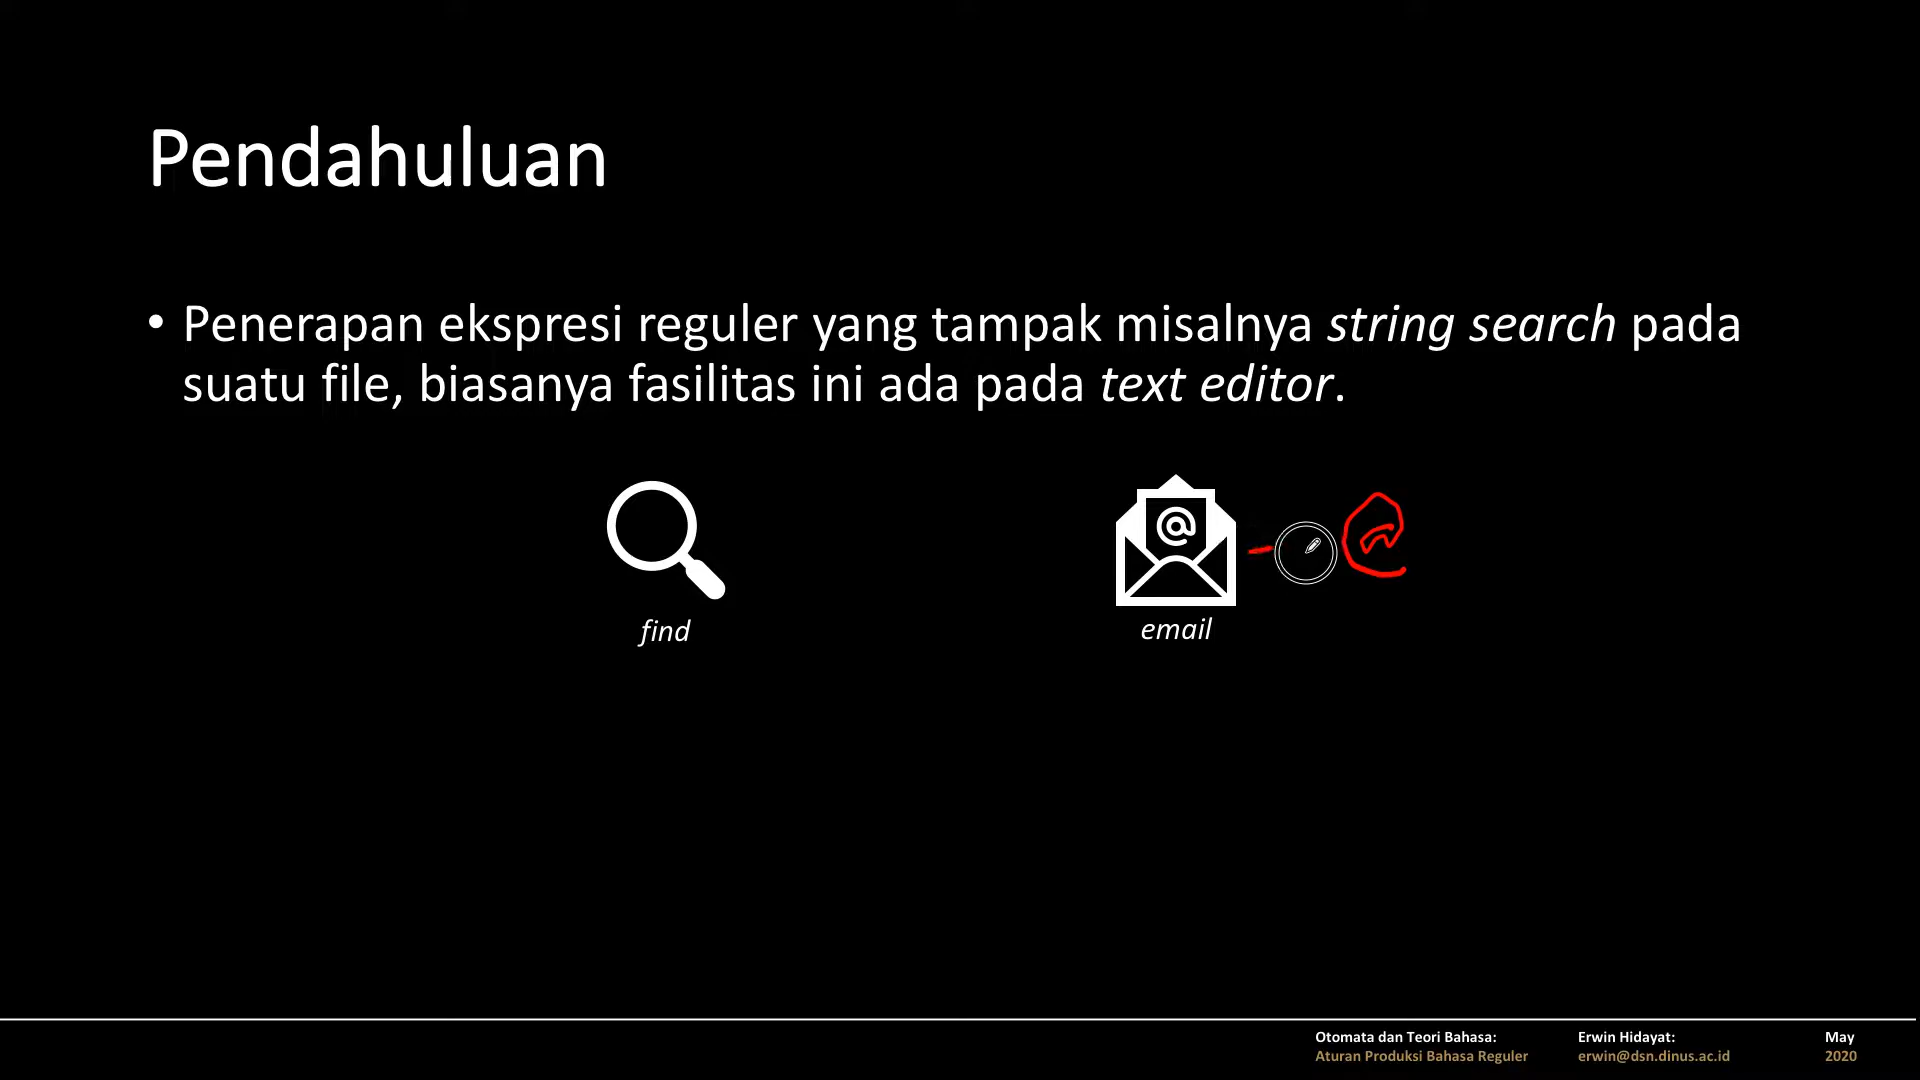 Pendahuluan
• Penerapan ekspresi reguler yang tampak misalnya string search pada
suatu file, biasanya fasilitas ini ada pada text editor.
@
- @
find
email
Otomata dan Teori Bahasa:
Aturan Produksi Bahasa Reguler
Erwin Hidayat:
erwin@dsn.dinus.ac.id
May
2020